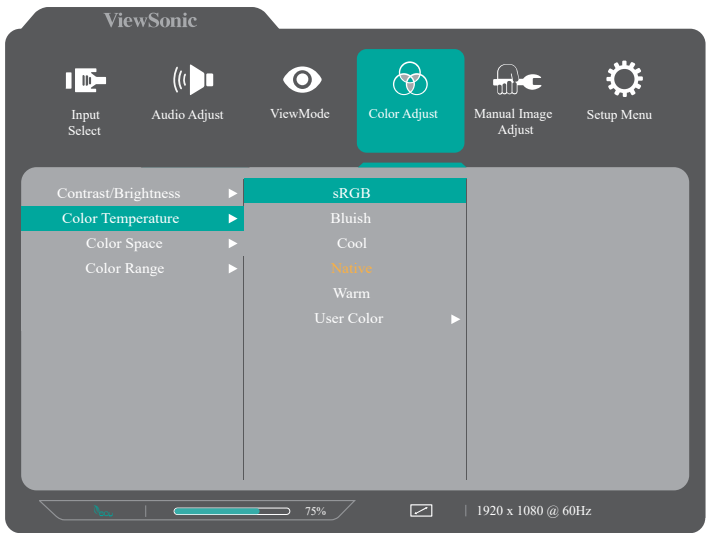 ViewSonic
Input
Select
Audio Adjust
ViewMode
Color Adjust
Manual Image
Adjust
Setup Menu
Contrast/Brightness ▶
Color Temperature ▶
Color Space ▶
Color Range ▶
sRGB
Bluish
Cool
Native
Warm
User Color ▶
75%
1920 x 1080 @ 60Hz